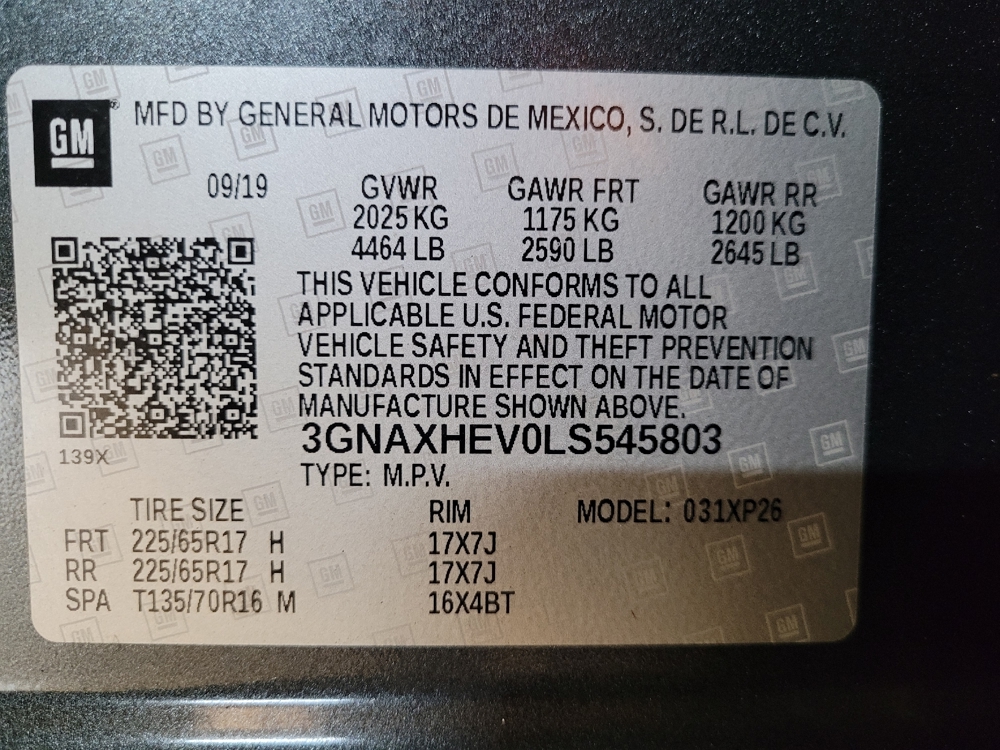 GM
MFD BY GENERAL MOTORS DE MEXICO, S. DE R.L. DE C.V.
09/19 GVWR GAWR FRT GAWR RR
2025 KG 1175 KG 1200 KG
4464 LB 2590 LB 2645 LB
THIS VEHICLE CONFORMS TO ALL
APPLICABLE U.S. FEDERAL MOTOR
VEHICLE SAFETY AND THEFT PREVENTION
STANDARDS IN EFFECT ON THE DATE OF
MANUFACTURE SHOWN ABOVE.
139X
3GNAXHEV0LS545803
TYPE: M.P.V.
TIRE SIZE RIM MODEL: 031XP26
FRT 225/65R17 H 17X7J
RR 225/65R17 H 17X7J
SPA T135/70R16 M 16X4BT